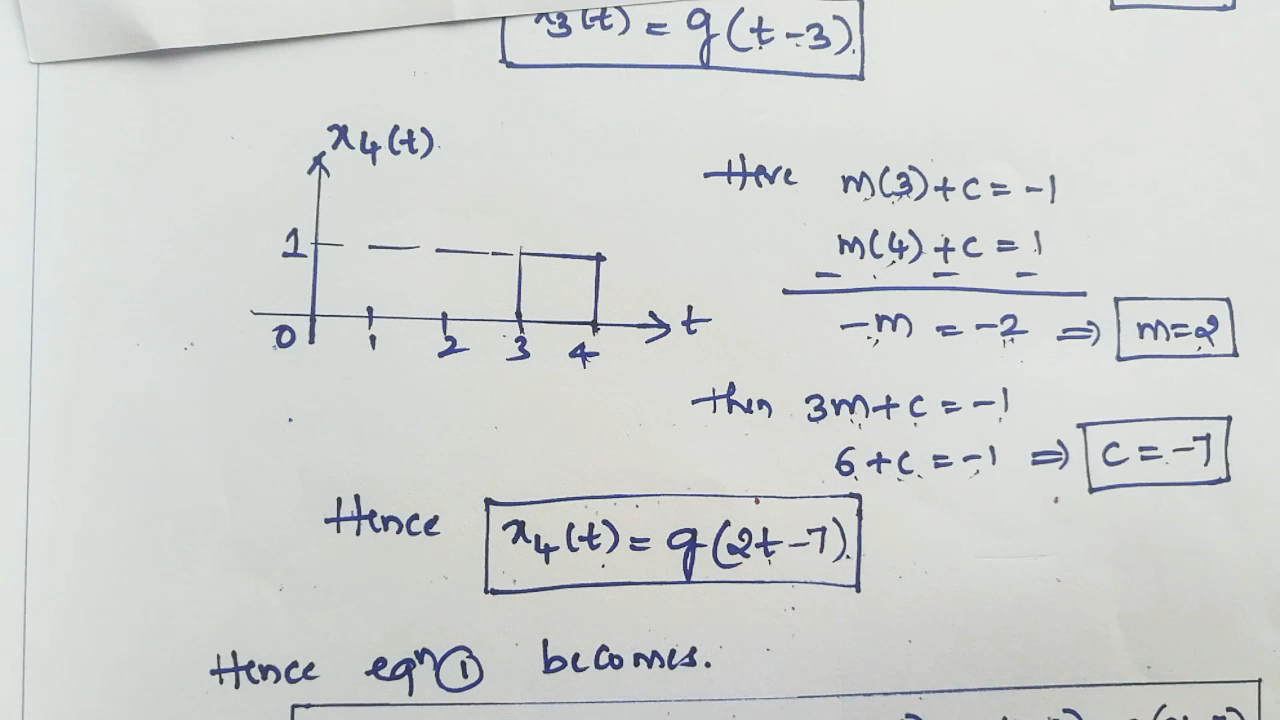 x3(t) = g(t-3).
x4(t)
Here m(3)+c = -1
1
m(4)+c = 1
-m = -2 ⇒ m=2
0 1 2 3 4 t
then 3m+c = -1
6+c = -1 ⇒ c = -7
Hence x4(t) = g(2t-7).
Hence eqn ① becomes.